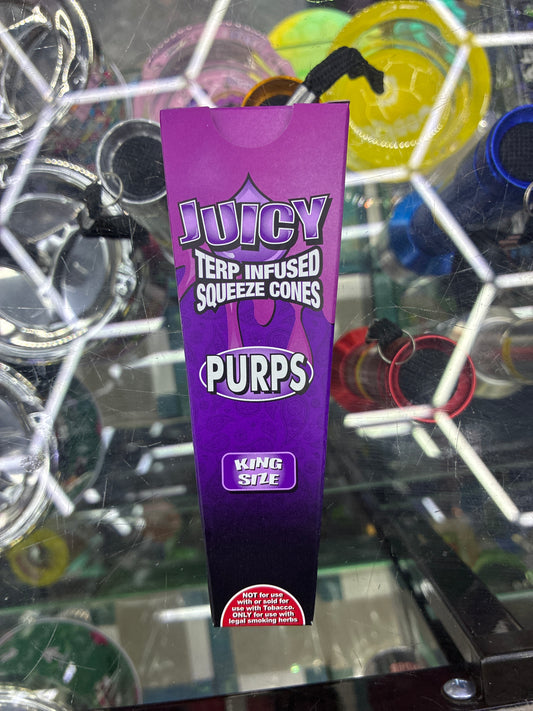 JUICY
TERP INFUSED
SQUEEZE CONES
PURPS
KING
SIZE
NOT for use
with or sold for
use with Tobacco.
ONLY for use with
legal smoking herbs